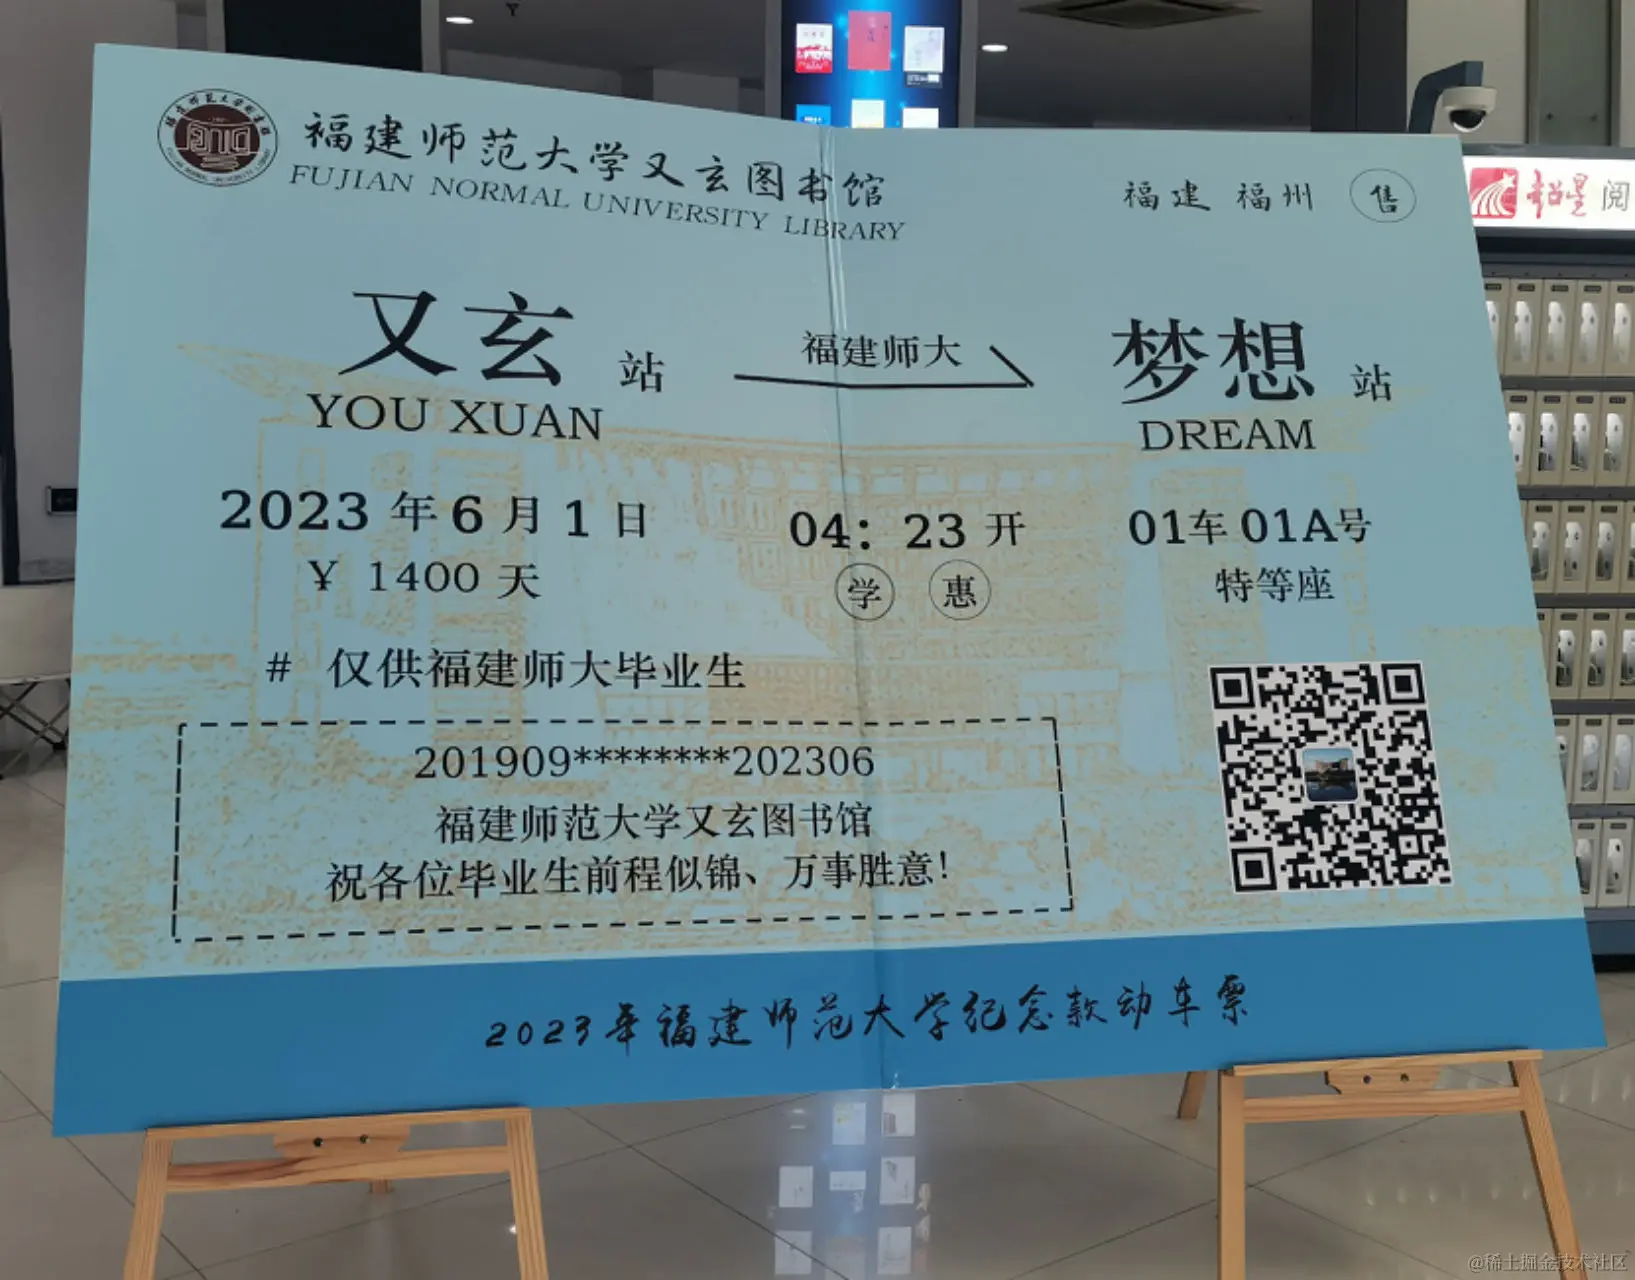 福建师范大学又玄图书馆
FUJIAN NORMAL UNIVERSITY LIBRARY
福建 福州 售
又玄 站 福建师大 梦想 站
YOU XUAN DREAM
2023 年 6 月 1 日 04：23 开 01车 01A号
￥ 1400 天 学 惠 特等座
# 仅供福建师大毕业生
201909********202306
福建师范大学又玄图书馆
祝各位毕业生前程似锦、万事胜意！
2023年福建师范大学纪念款动车票
超星 阅
@稀土掘金技术社区